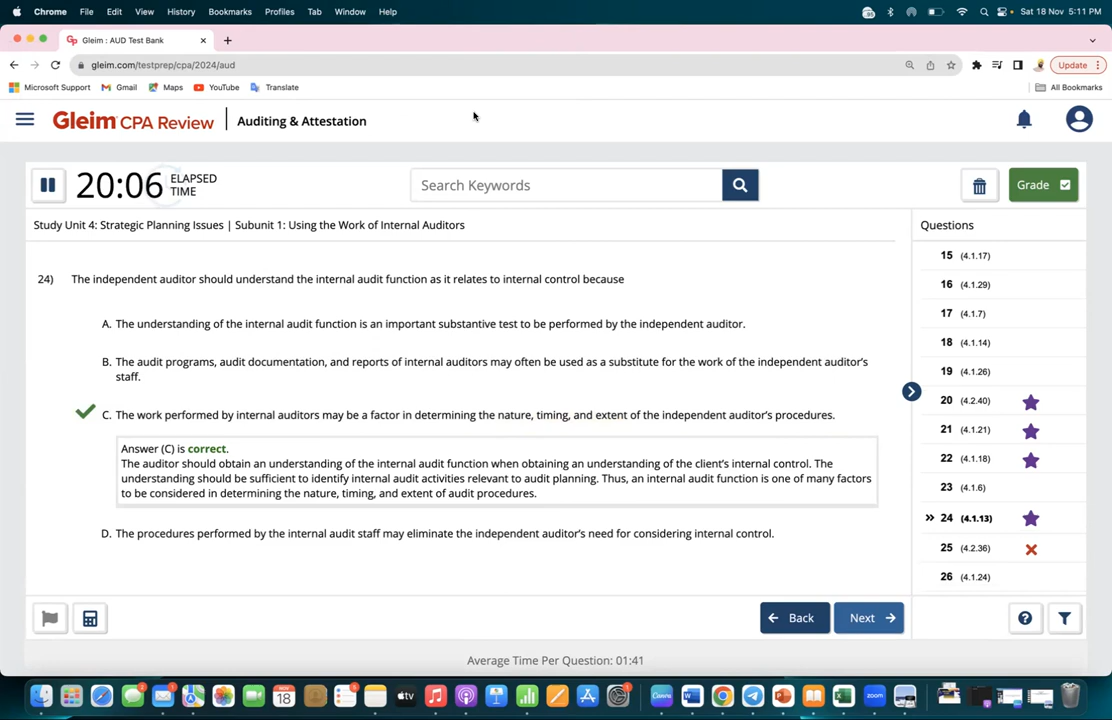 Chrome File Edit View History Bookmarks Profiles Tab Window Help Sat 18 Nov 5:11 PM
Gleim : AUD Test Bank
gleim.com/testprep/cpa/2024/aud Update
Microsoft Support Gmail Maps YouTube Translate All Bookmarks
Gleim CPA Review Auditing & Attestation
20:06 ELAPSED TIME Search Keywords Grade
Study Unit 4: Strategic Planning Issues | Subunit 1: Using the Work of Internal Auditors
Questions
24) The independent auditor should understand the internal audit function as it relates to internal control because
A. The understanding of the internal audit function is an important substantive test to be performed by the independent auditor.
B. The audit programs, audit documentation, and reports of internal auditors may often be used as a substitute for the work of the independent auditor's
staff.
C. The work performed by internal auditors may be a factor in determining the nature, timing, and extent of the independent auditor's procedures.
Answer (C) is correct.
The auditor should obtain an understanding of the internal audit function when obtaining an understanding of the client's internal control. The
understanding should be sufficient to identify internal audit activities relevant to audit planning. Thus, an internal audit function is one of many factors
to be considered in determining the nature, timing, and extent of audit procedures.
D. The procedures performed by the internal audit staff may eliminate the independent auditor's need for considering internal control.
15 (4.1.17)
16 (4.1.29)
17 (4.1.7)
18 (4.1.14)
19 (4.1.26)
20 (4.2.40)
21 (4.1.21)
22 (4.1.18)
23 (4.1.6)
24 (4.1.13)
25 (4.2.36)
26 (4.1.24)
Back Next
Average Time Per Question: 01:41